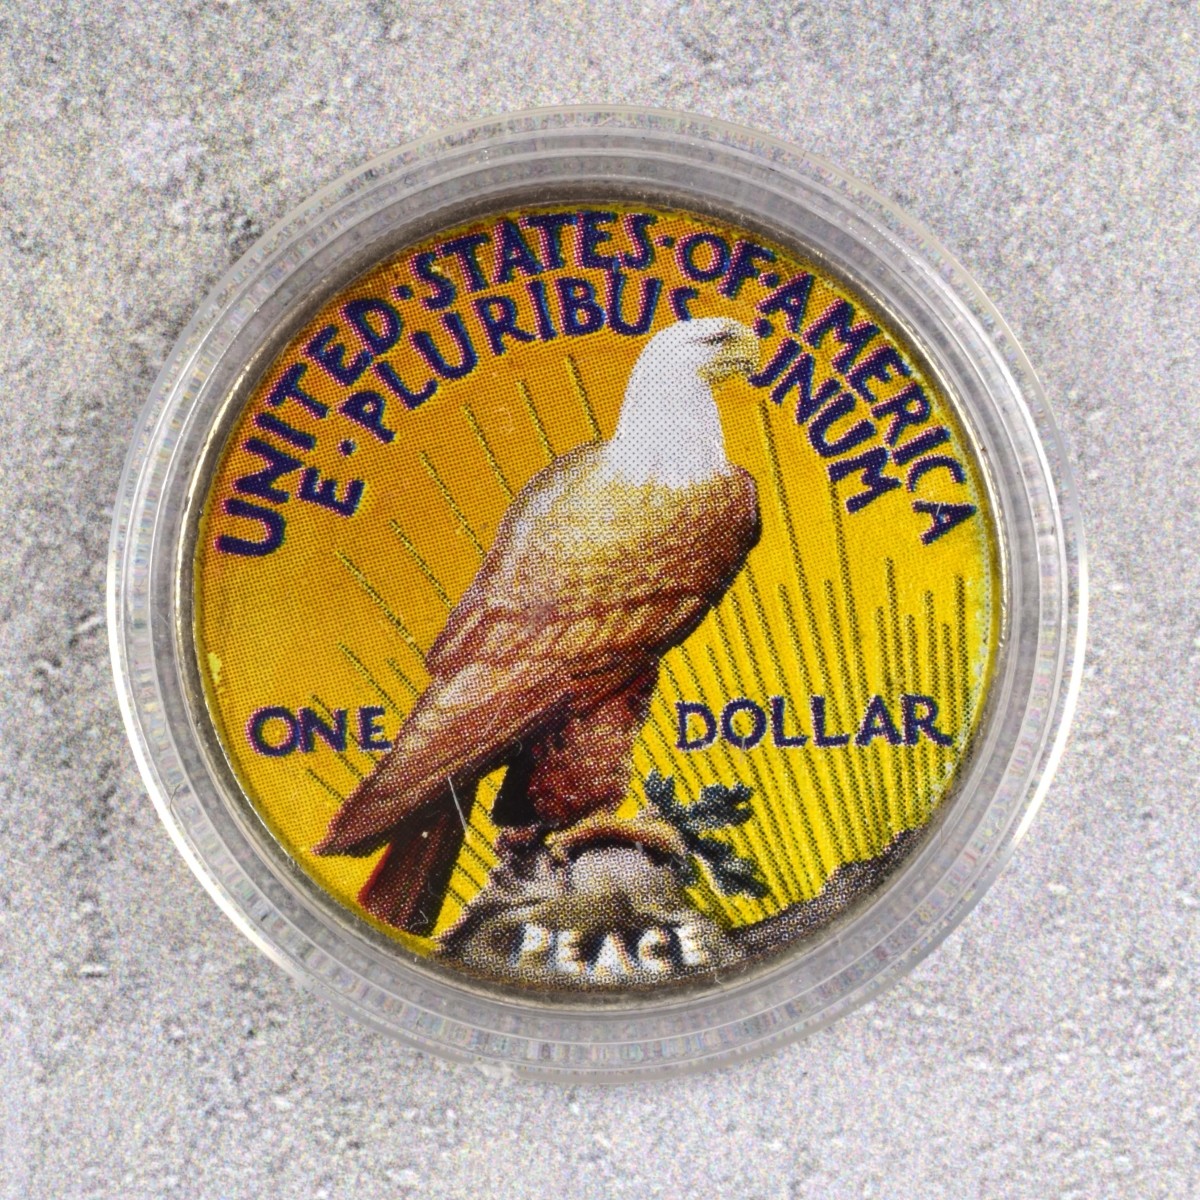 UNITED·STATES·OF·AMERICA
E·PLURIBUS·UNUM
ONE DOLLAR
PEACE